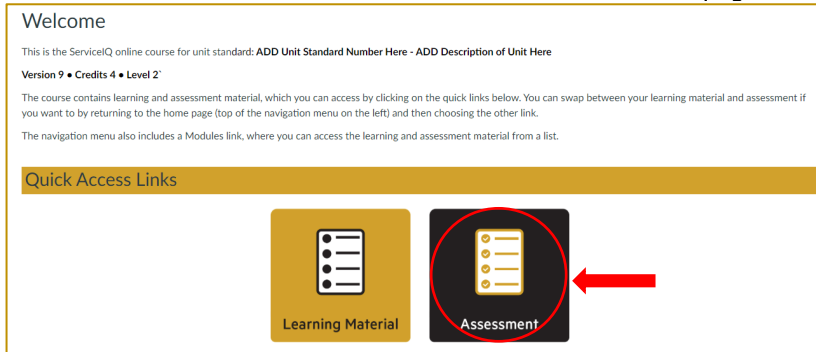 Welcome
This is the ServiceIQ online course for unit standard: ADD Unit Standard Number Here - ADD Description of Unit Here
Version 9 • Credits 4 • Level 2`
The course contains learning and assessment material, which you can access by clicking on the quick links below. You can swap between your learning material and assessment if
you want to by returning to the home page (top of the navigation menu on the left) and then choosing the other link.
The navigation menu also includes a Modules link, where you can access the learning and assessment material from a list.
Quick Access Links
Learning Material
Assessment